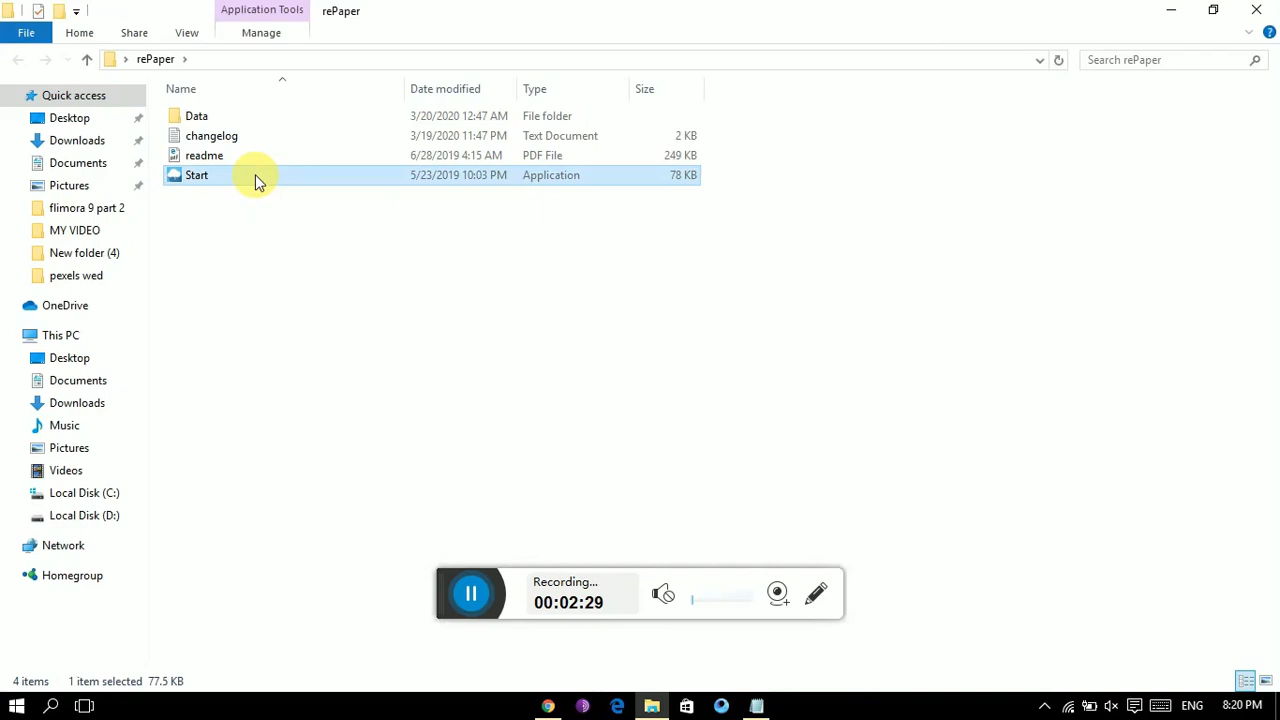 Application Tools
rePaper
File
Home
Share
View
Manage
rePaper
Search rePaper
Name
Date modified
Type
Size
Quick access
Desktop
Downloads
Documents
Pictures
flimora 9 part 2
MY VIDEO
New folder (4)
pexels wed
OneDrive
This PC
Desktop
Documents
Downloads
Music
Pictures
Videos
Local Disk (C:)
Local Disk (D:)
Network
Homegroup
Data 3/20/2020 12:47 AM File folder
changelog 3/19/2020 11:47 PM Text Document 2 KB
readme 6/28/2019 4:15 AM PDF File 249 KB
Start 5/23/2019 10:03 PM Application 78 KB
Recording...
00:02:29
4 items 1 item selected 77.5 KB
ENG
8:20 PM